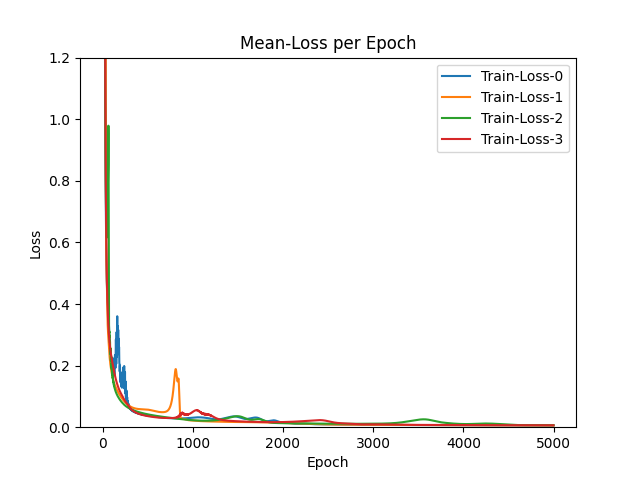 Mean-Loss per Epoch
1.2
1.0
0.8
0.6
0.4
0.2
0.0
Loss
Train-Loss-0
Train-Loss-1
Train-Loss-2
Train-Loss-3
0 1000 2000 3000 4000 5000
Epoch